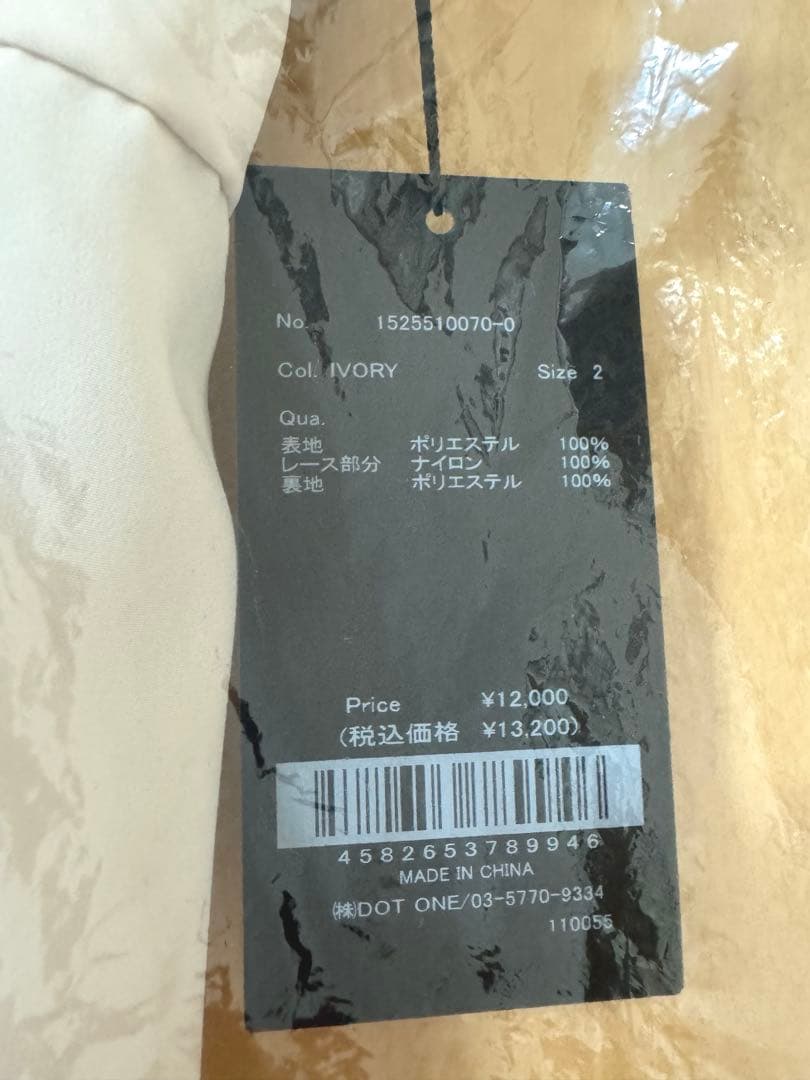 No. 1525510070-0
Col. IVORY Size 2
Qua.
表地 ポリエステル 100%
レース部分 ナイロン 100%
裏地 ポリエステル 100%
Price ¥12,000
(税込価格 ¥13,200)
4582653789946
MADE IN CHINA
㈱DOT ONE/03-5770-9334
110055